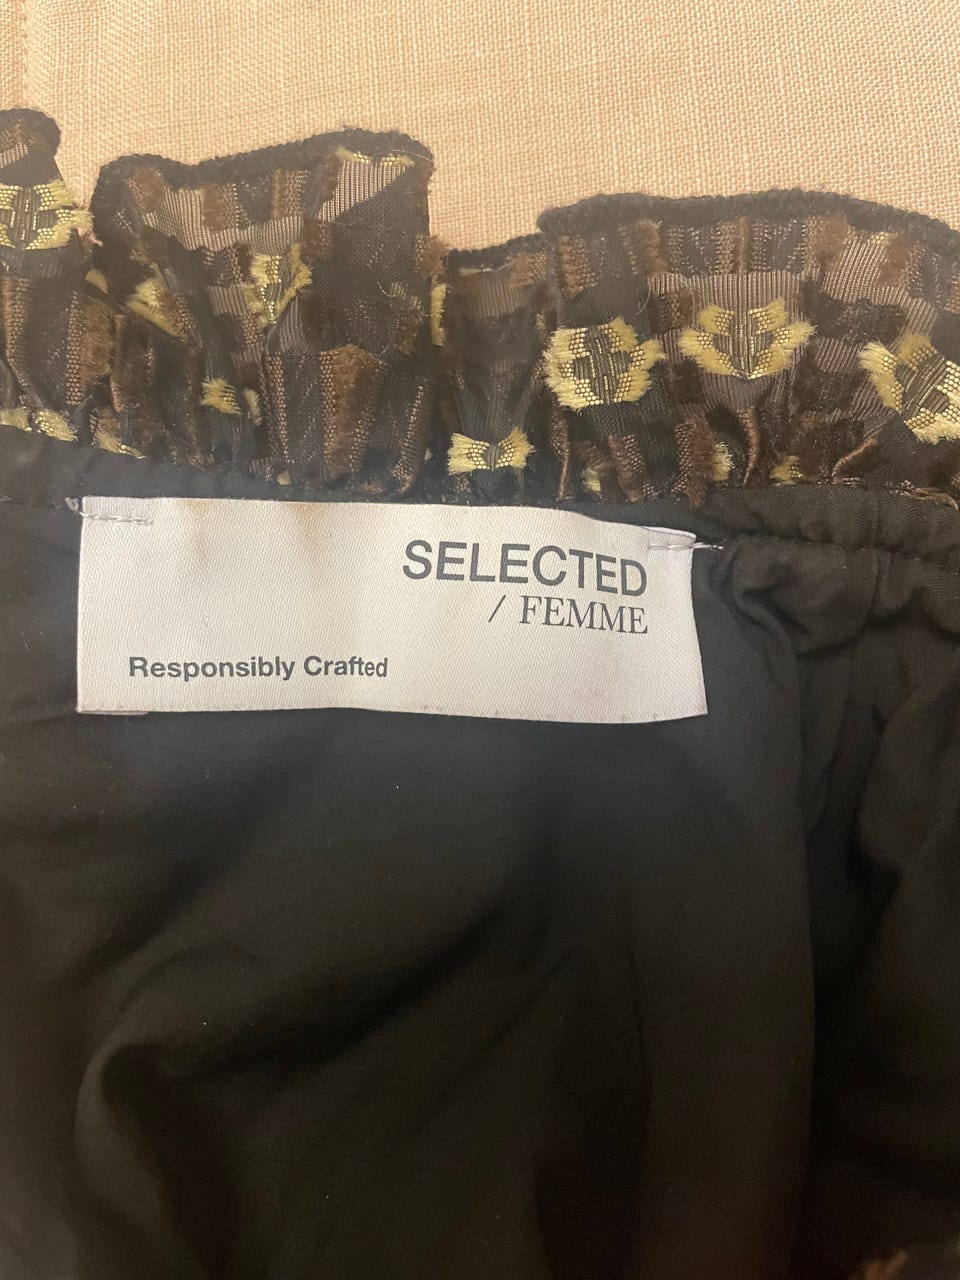 SELECTED
/ FEMME
Responsibly Crafted